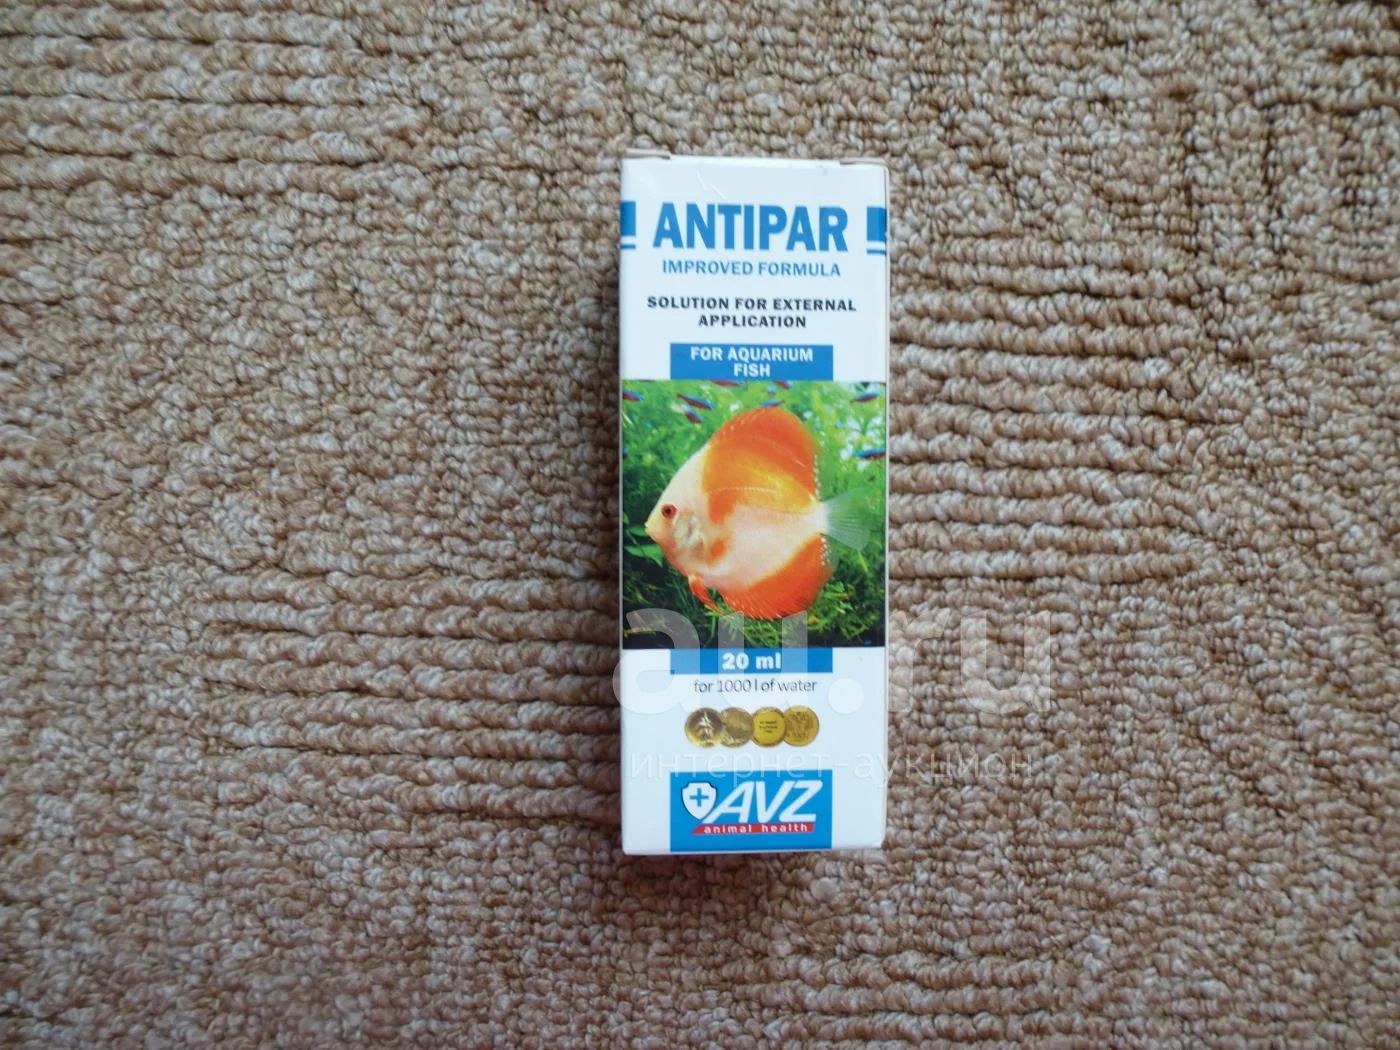 ANTIPAR
IMPROVED FORMULA
SOLUTION FOR EXTERNAL
APPLICATION
FOR AQUARIUM
FISH
20 ml
for 1000 l of water
AVZ
animal health
au.ru
интернет-аукцион